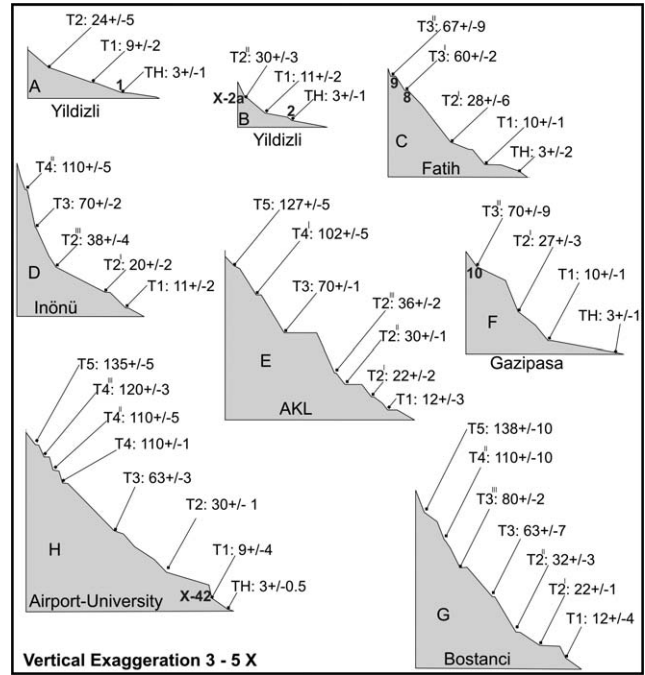 T2: 24+/-5
T1: 9+/-2
1
TH: 3+/-1
A
Yildizli
T2II: 30+/-3
T1: 11+/-2
X-2a
2
TH: 3+/-1
B
Yildizli
T3II: 67+/-9
T3I: 60+/-2
9
8
T2I: 28+/-6
T1: 10+/-1
C
TH: 3+/-2
Fatih
T4II: 110+/-5
T3: 70+/-2
T2III: 38+/-4
T2I: 20+/-2
D
T1: 11+/-2
Inönü
T5: 127+/-5
T4I: 102+/-5
T3: 70+/-1
T2III: 36+/-2
T2II: 30+/-1
E
T2I: 22+/-2
T1: 12+/-3
AKL
T3II: 70+/-9
T2I: 27+/-3
10
T1: 10+/-1
F
TH: 3+/-1
Gazipasa
T5: 135+/-5
T4III: 120+/-3
T4II: 110+/-5
T4: 110+/-1
T3: 63+/-3
T2: 30+/- 1
H
T1: 9+/-4
X-42
TH: 3+/-0.5
Airport-University
T5: 138+/-10
T4II: 110+/-10
T3III: 80+/-2
T3: 63+/-7
T2II: 32+/-3
T2I: 22+/-1
G
T1: 12+/-4
Bostanci
Vertical Exaggeration 3 - 5 X